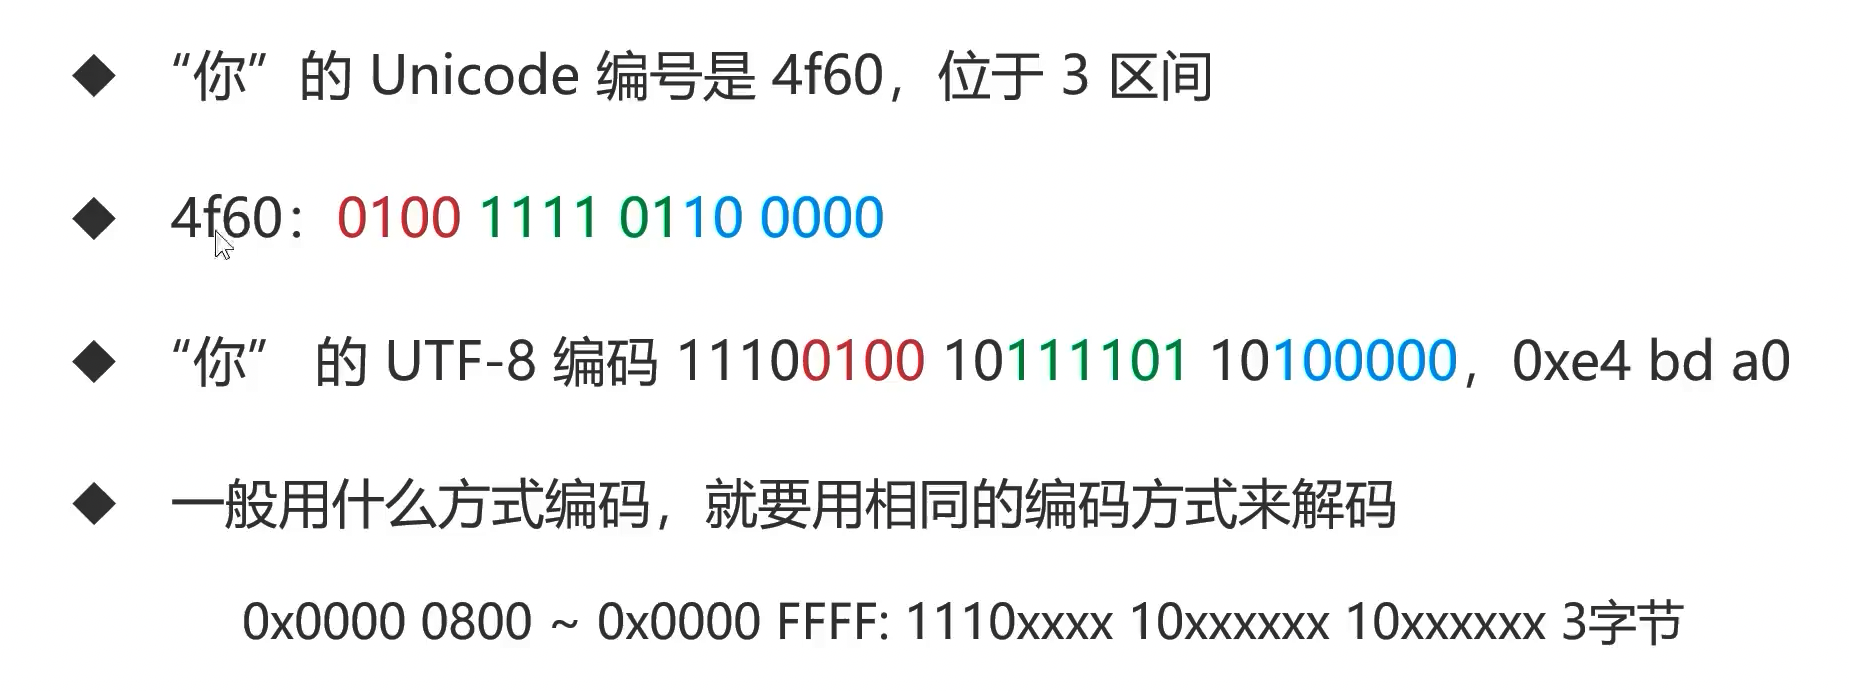 ◆ “你”的 Unicode 编号是 4f60，位于 3 区间
◆ 4f60：0100 1111 0110 0000
◆ “你” 的 UTF-8 编码 11100100 10111101 10100000，0xe4 bd a0
◆ 一般用什么方式编码，就要用相同的编码方式来解码
0x0000 0800 ~ 0x0000 FFFF: 1110xxxx 10xxxxxx 10xxxxxx 3字节